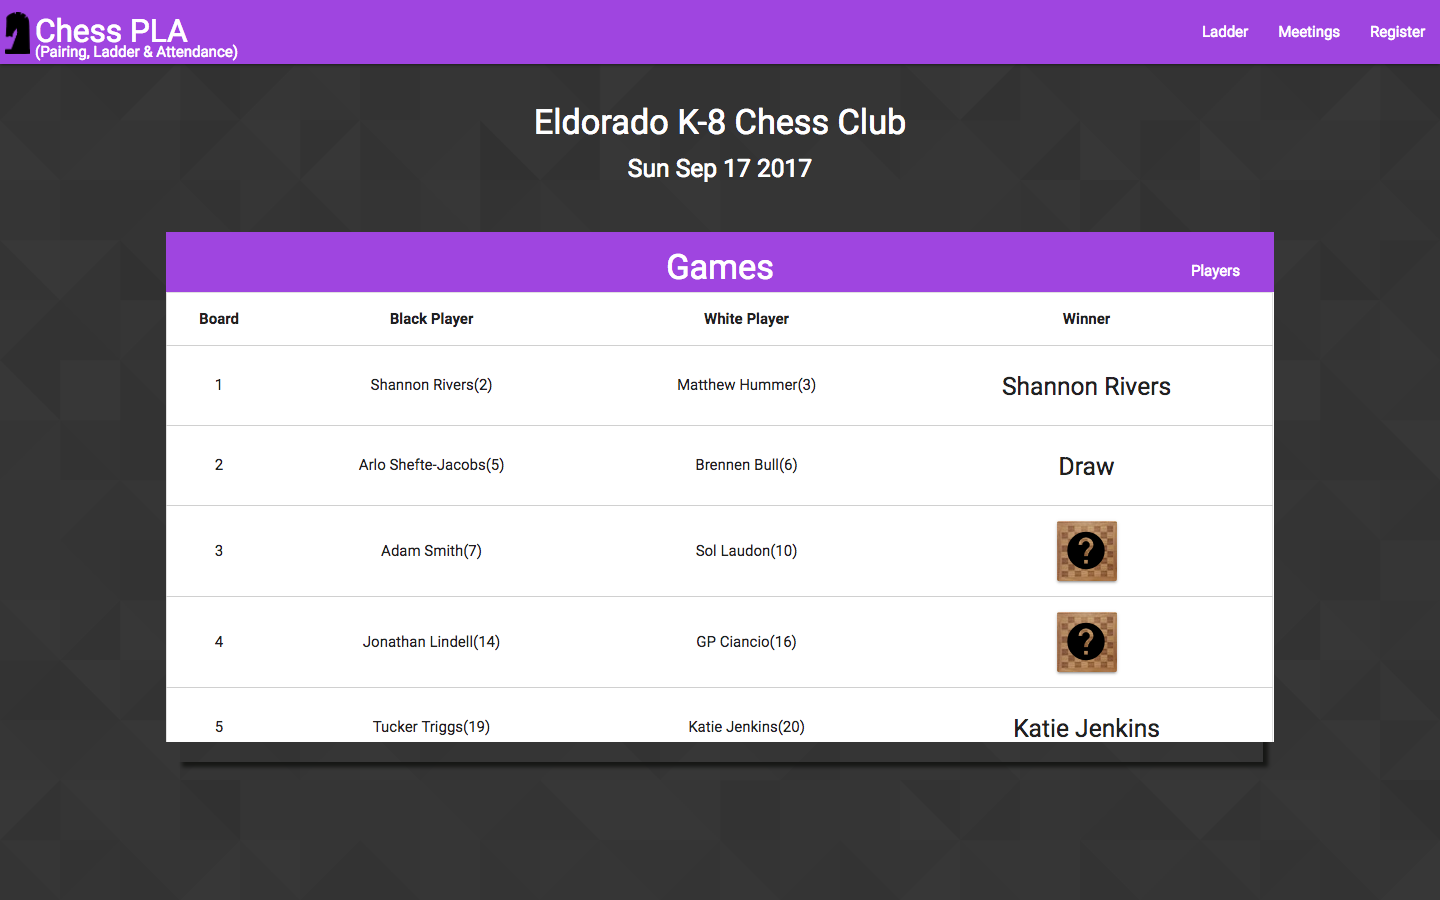 Chess PLA
(Pairing, Ladder & Attendance)
Ladder Meetings Register
Eldorado K-8 Chess Club
Sun Sep 17 2017
Games
Players
Board Black Player White Player Winner
1 Shannon Rivers(2) Matthew Hummer(3) Shannon Rivers
2 Arlo Shefte-Jacobs(5) Brennen Bull(6) Draw
3 Adam Smith(7) Sol Laudon(10) ?
4 Jonathan Lindell(14) GP Ciancio(16) ?
5 Tucker Triggs(19) Katie Jenkins(20) Katie Jenkins